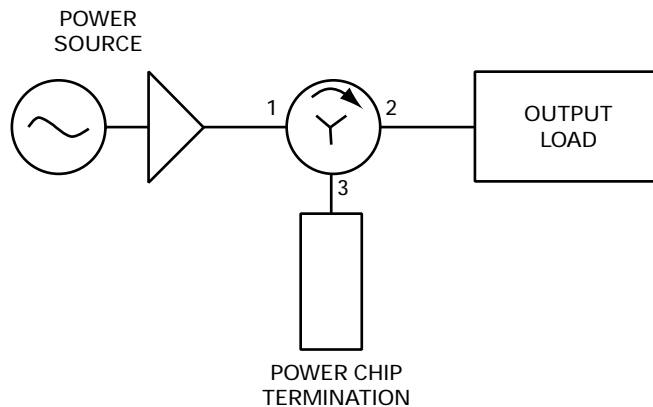 POWER
SOURCE
1
2
3
OUTPUT
LOAD
POWER CHIP
TERMINATION